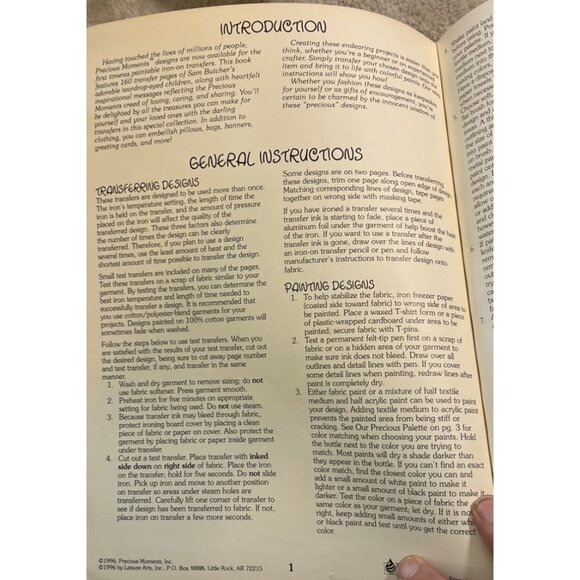 INTRODUCTION
Having touched the lives of millions of people,
Precious Moments designs are now available for the
first time as paintable iron-on transfers. This book
features 160 transfer pages of Sam Butcher's
adorable teardrop-eyed children, along with heartfelt
inspirational messages reflecting the Precious
Moments creed of loving, caring, and sharing. You'll
be delighted by all the treasures you can make for
yourself and your loved ones with the darling
transfers in this special collection. In addition to
clothing, you can embellish pillows, bags, banners,
greeting cards, and more!
Creating these endearing projects is easier than
think, whether you're a beginner or an experienced
crafter. Simply transfer your chosen design
item and bring it to life with colorful paints. Our
instructions will show you how!
Whether you fashion these designs as keepsakes
for yourself or as gifts of encouragement, you're
certain to be charmed by the innocent wisdom of
these "precious" designs.
GENERAL INSTRUCTIONS
TRANSFERRING DESIGNS
These transfers are designed to be used more than once.
The iron's temperature setting, the length of time the
iron is held on the transfer, and the amount of pressure
placed on the iron will affect the quality of the
transferred design. These three factors also determine
the number of times the design can be clearly
transferred. Therefore, if you plan to use a design
several times, use the least amount of heat and the
shortest amount of time possible to transfer the design.
Small test transfers are included on many of the pages.
Test these transfers on a scrap of fabric similar to your
garment. By testing the transfers, you can determine the
best iron temperature and length of time needed to
successfully transfer a design. It is recommended that
you use cotton/polyester-blend garments for your
projects. Designs painted on 100% cotton garments will
sometimes fade when washed.
Follow the steps below to use test transfers. When you
are satisfied with the results of your test transfer, cut out
the desired design, being sure to cut away page number
and test transfer, if any, and transfer in the same
manner.
1. Wash and dry garment to remove sizing; do not
use fabric softener. Press garment smooth.
2. Preheat iron for five minutes on appropriate
setting for fabric being used. Do not use steam.
3. Because transfer ink may bleed through fabric,
protect ironing board cover by placing a clean
piece of fabric or paper on cover. Also protect the
garment by placing fabric or paper inside garment
under transfer.
4. Cut out a test transfer. Place transfer with inked
side down on right side of fabric. Place the iron
on the transfer; hold for five seconds. Do not slide
iron. Pick up iron and move to another position
on transfer so areas under steam holes are
transferred. Carefully lift one corner of transfer to
see if design has been transferred to fabric. If not,
place iron on transfer a few more seconds.
Some designs are on two pages. Before transferring
these designs, trim one page along open edge of design.
Matching corresponding lines of design, tape pages
together on wrong side with masking tape.
If you have ironed a transfer several times and the
transfer ink is starting to fade, place a piece of
aluminum foil under the garment of help boost the heat
of the iron. If you want to use a transfer after the
transfer ink is gone, draw over the lines of design with
an iron-on transfer pencil or pen and follow
manufacturer's instructions to transfer design onto
fabric.
PAINTING DESIGNS
1. To help stabilize the fabric, iron freezer paper
(coated side toward fabric) to wrong side of area to
be painted. Place a waxed T-shirt form or a piece
of plastic-wrapped cardboard under area to be
painted; secure fabric with T-pins.
2. Test a permanent felt-tip pen first on a scrap of
fabric or on a hidden area of your garment to
make sure ink does not bleed. Draw over all
outlines and detail lines with pen. If you cover
some detail lines when painting, redraw lines after
paint is completely dry.
3. Either fabric paint or a mixture of half textile
medium and half acrylic paint can be used to paint
your design. Adding textile medium to acrylic paint
prevents the painted area from being stiff or
cracking.
See Our Precious Palette on pg. 3 for
color matching when choosing your paints. Hold
the bottle next to the color you are trying to
match. Most paints will dry a shade darker than
they appear in the bottle. If you can't find an exact
color match, find the closest color you can and
add a small amount of white paint to make it
lighter or a small amount of black paint to make it
darker. Test the color on a piece of fabric the
same color as your garment; let dry. If it is not
right, keep adding small amounts of either white
or black paint and test until you get the correct
color.
©1996, Precious Moments, Inc.
©1996 by Leisure Arts, Inc., P.O. Box 55595, Little Rock, AR 72215
1